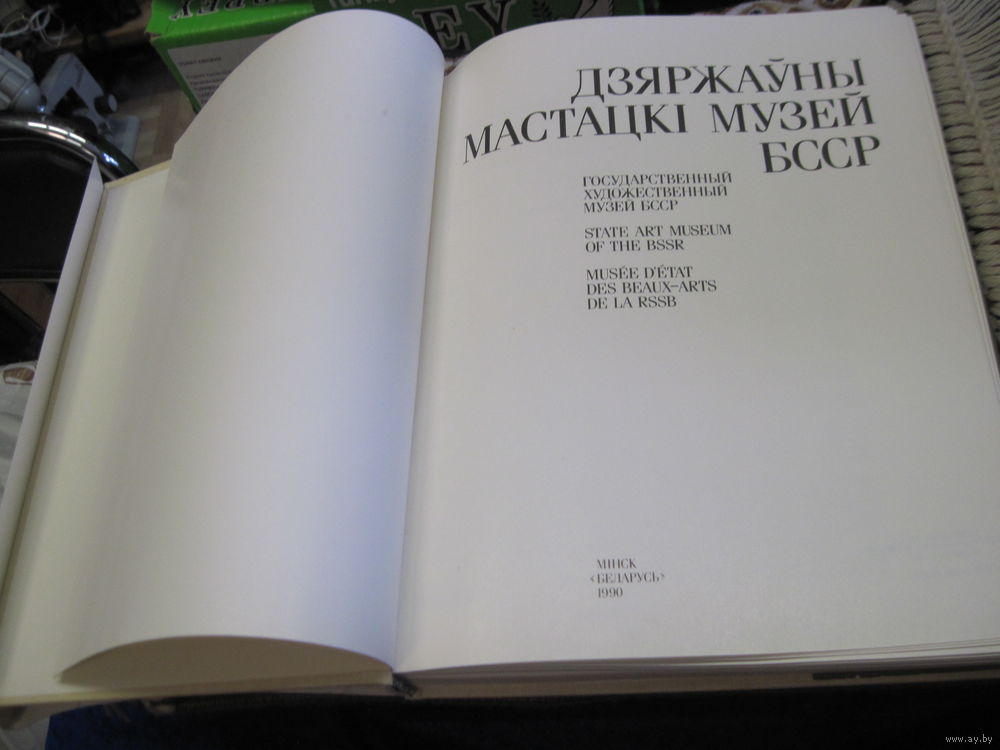 ДЗЯРЖАЎНЫ
МАСТАЦКІ МУЗЕЙ
БССР
ГОСУДАРСТВЕННЫЙ
ХУДОЖЕСТВЕННЫЙ
МУЗЕЙ БССР
STATE ART MUSEUM
OF THE BSSR
MUSÉE D'ÉTAT
DES BEAUX-ARTS
DE LA RSSB
МІНСК
«БЕЛАРУСЬ»
1990
www.ay.by